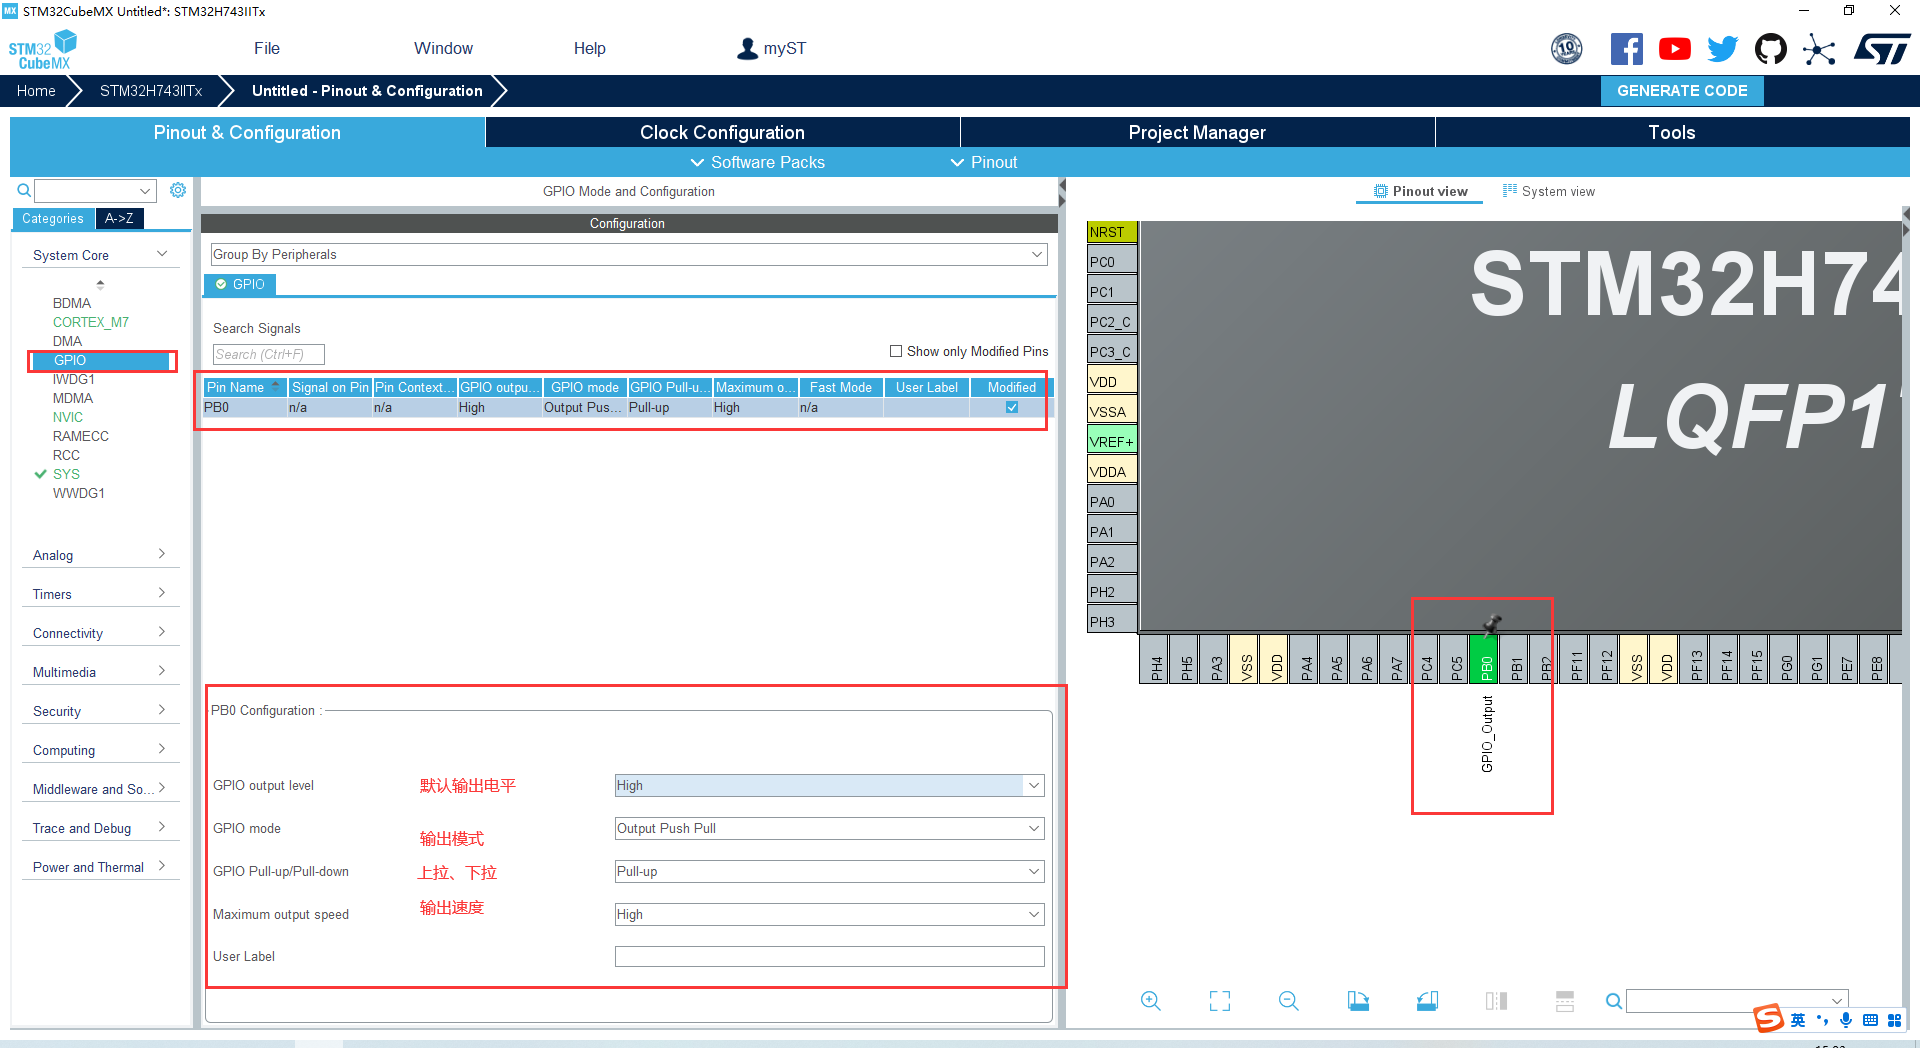 MX STM32CubeMX Untitled*: STM32H743IITx
STM32
CubeMX
File
Window
Help
myST
10
Home
STM32H743IITx
Untitled - Pinout & Configuration
GENERATE CODE
Pinout & Configuration
Clock Configuration
Project Manager
Tools
Software Packs
Pinout
Categories
A->Z
System Core
BDMA
CORTEX_M7
DMA
GPIO
IWDG1
MDMA
NVIC
RAMECC
RCC
SYS
WWDG1
Analog
Timers
Connectivity
Multimedia
Security
Computing
Middleware and So...
Trace and Debug
Power and Thermal
GPIO Mode and Configuration
Configuration
Group By Peripherals
GPIO
Search Signals
Search (Ctrl+F)
Show only Modified Pins
Pin Name Signal on Pin Pin Context... GPIO outpu... GPIO mode GPIO Pull-u... Maximum o... Fast Mode User Label Modified
PB0 n/a n/a High Output Pus... Pull-up High n/a
PB0 Configuration :
GPIO output level 默认输出电平 High
GPIO mode 输出模式 Output Push Pull
GPIO Pull-up/Pull-down 上拉、下拉 Pull-up
Maximum output speed 输出速度 High
User Label
Pinout view
System view
NRST
PC0
PC1
PC2_C
PC3_C
VDD
VSSA
VREF+
VDDA
PA0
PA1
PA2
PH2
PH3
STM32H74
LQFP1
PH4
PH5
PA3
VSS
VDD
PA4
PA5
PA6
PA7
PC4
PC5
PB0
PB1
PB2
PF11
PF12
VSS
VDD
PF13
PF14
PF15
PG0
PG1
PE7
PE8
GPIO_Output
英